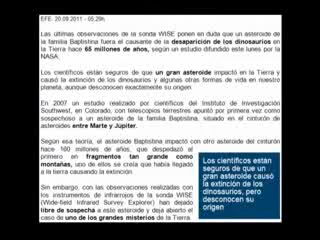 EFE. 20.09.2011 - 05.29h
Las últimas observaciones de la sonda WISE ponen en duda que un asteroide de
la familia Baptistina fuera el causante de la desaparición de los dinosaurios en
la Tierra hace 65 millones de años, según un estudio difundido este lunes por la
NASA.
Los científicos están seguros de que un gran asteroide impactó en la Tierra y
causó la extinción de los dinosaurios y algunas otras formas de vida en nuestro
planeta, aunque desconocen exactamente su origen.
En 2007 un estudio realizado por científicos del Instituto de Investigación
Southwest, en Colorado, con telescopios terrestres apuntó por primera vez como
sospechoso a un asteroide de la familia Baptistina, situado en el cinturón de
asteroides entre Marte y Júpiter.
Según esa teoría, el asteroide Baptistina impactó con otro asteroide del cinturón
hace 160 millones de años, que despedazó el
primero en fragmentos tan grande como
montañas, uno de ellos se creía que había llegado
a la tierra causando la extinción
Sin embargo, con las observaciones realizadas con
los instrumentos de infrarrojos de la sonda WISE
(Wide-field Infrared Survey Explorer) han dejado
libre de sospecha a este asteroide y deja abierto el
caso de uno de los grandes misterios de la Tierra.
Los científicos están
seguros de que un
gran asteroide causó
la extinción de los
dinosaurios, pero
desconocen su
origen